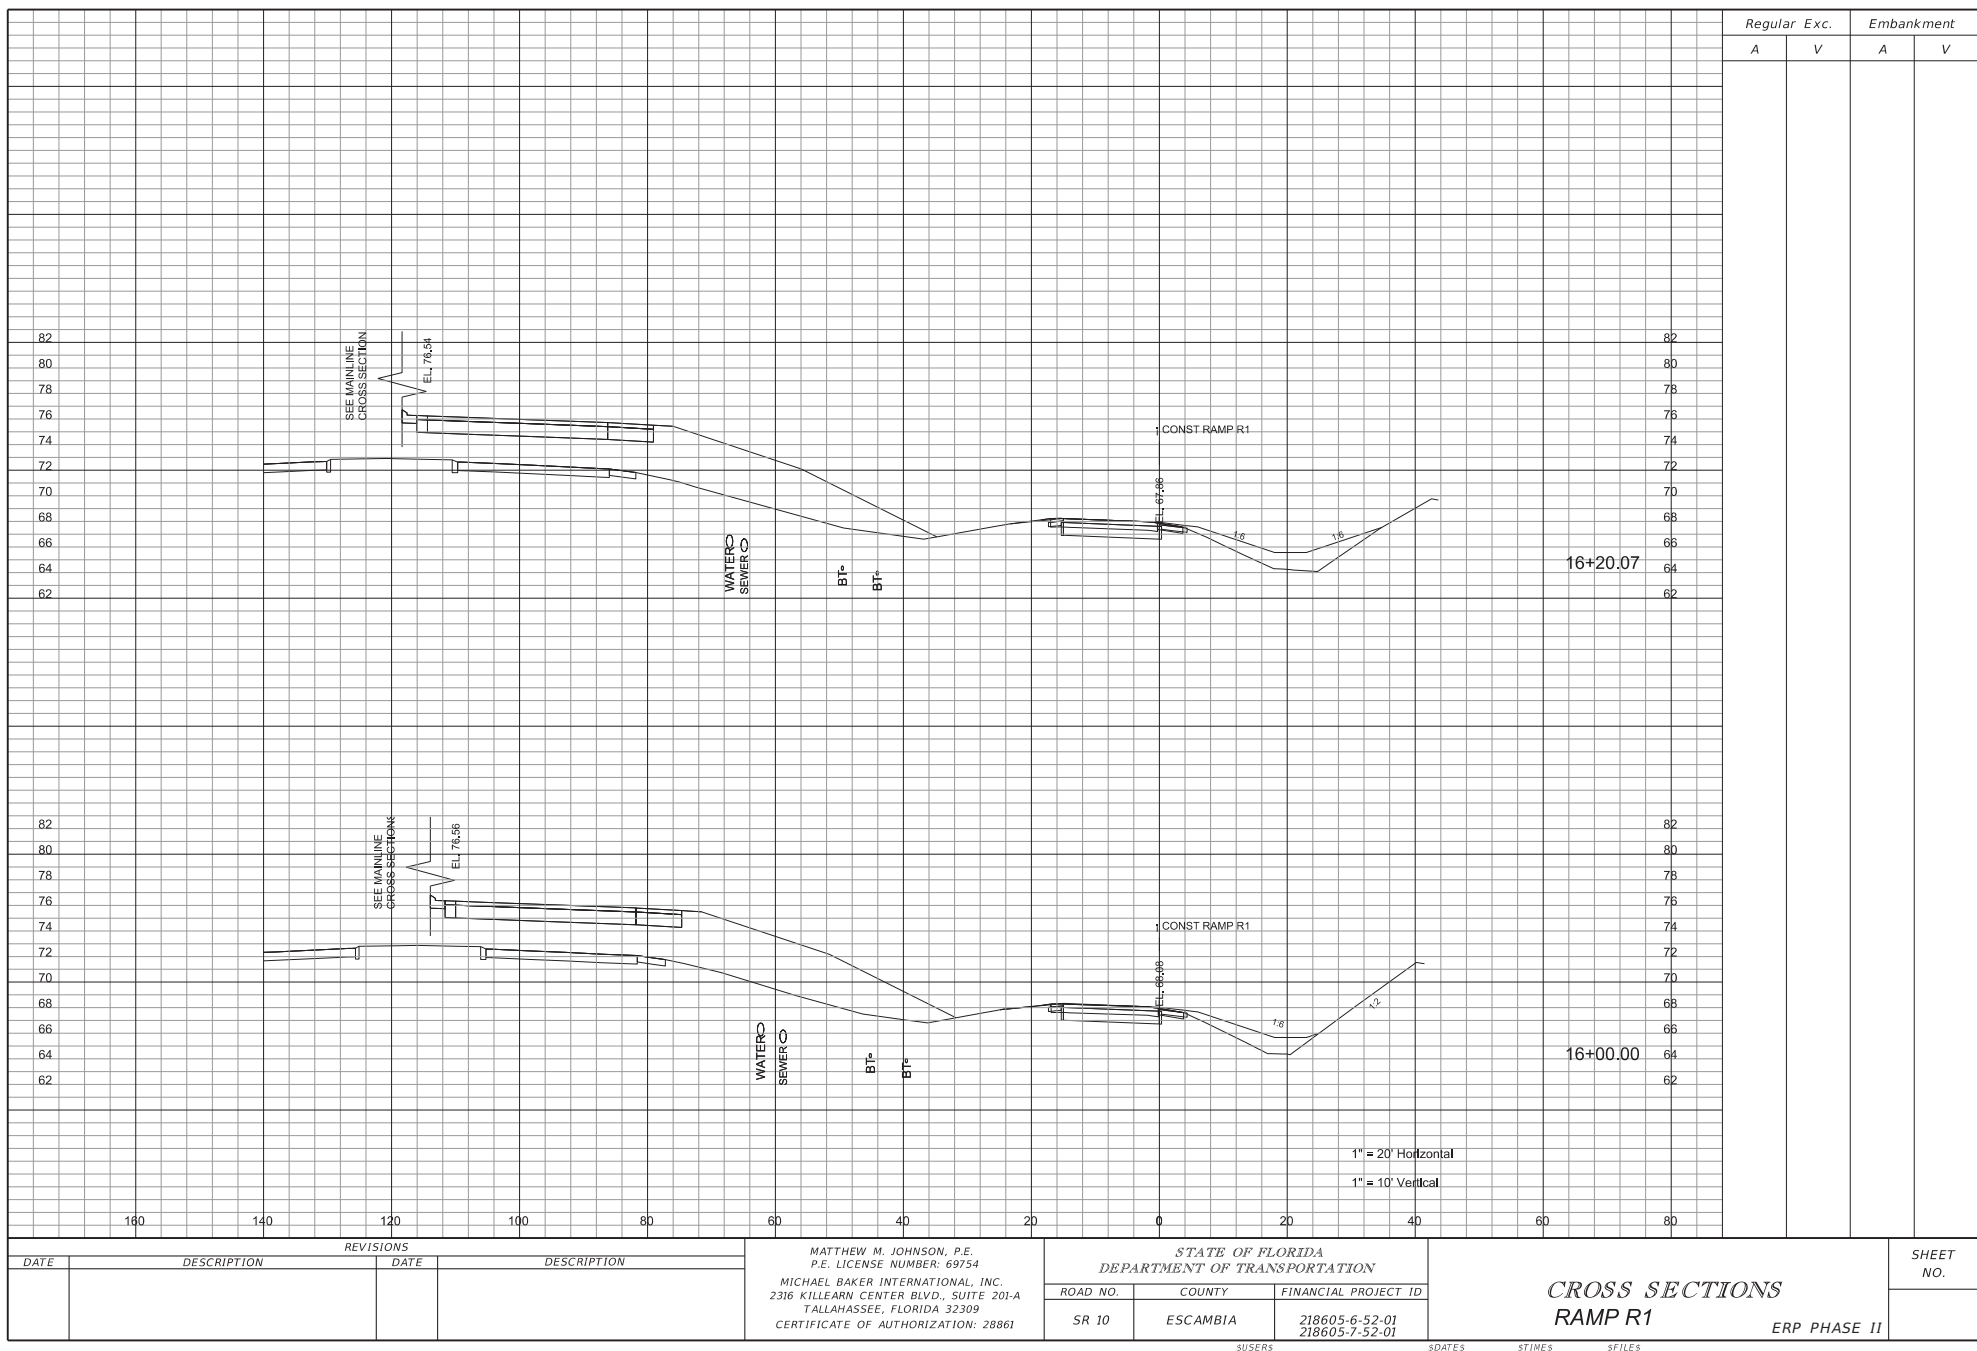 Regular Exc. Embankment
A V A V
82 82
80 80
78 78
76 76
74 74
72 72
70 70
68 68
66 66
64 64
62 62
SEE MAINLINE
CROSS SECTION
EL. 76.54
CONST RAMP R1
EL. 67.86
1:6
1:6
WATER
SEWER
BT
BT
16+20.07
82 82
80 80
78 78
76 76
74 74
72 72
70 70
68 68
66 66
64 64
62 62
SEE MAINLINE
CROSS SECTIONS
EL. 76.56
CONST RAMP R1
EL. 68.08
1:6
1:2
WATER
SEWER
BT
BT
16+00.00
1" = 20' Horizontal
1" = 10' Vertical
160 140 120 100 80 60 40 20 0 20 40 60 80
REVISIONS
DATE DESCRIPTION DATE DESCRIPTION
MATTHEW M. JOHNSON, P.E.
P.E. LICENSE NUMBER: 69754
MICHAEL BAKER INTERNATIONAL, INC.
2316 KILLEARN CENTER BLVD., SUITE 201-A
TALLAHASSEE, FLORIDA 32309
CERTIFICATE OF AUTHORIZATION: 28861
STATE OF FLORIDA
DEPARTMENT OF TRANSPORTATION
ROAD NO. COUNTY FINANCIAL PROJECT ID
SR 10 ESCAMBIA 218605-6-52-01
218605-7-52-01
CROSS SECTIONS
RAMP R1
ERP PHASE II
SHEET
NO.
$USER$ $DATE$ $TIME$ $FILE$